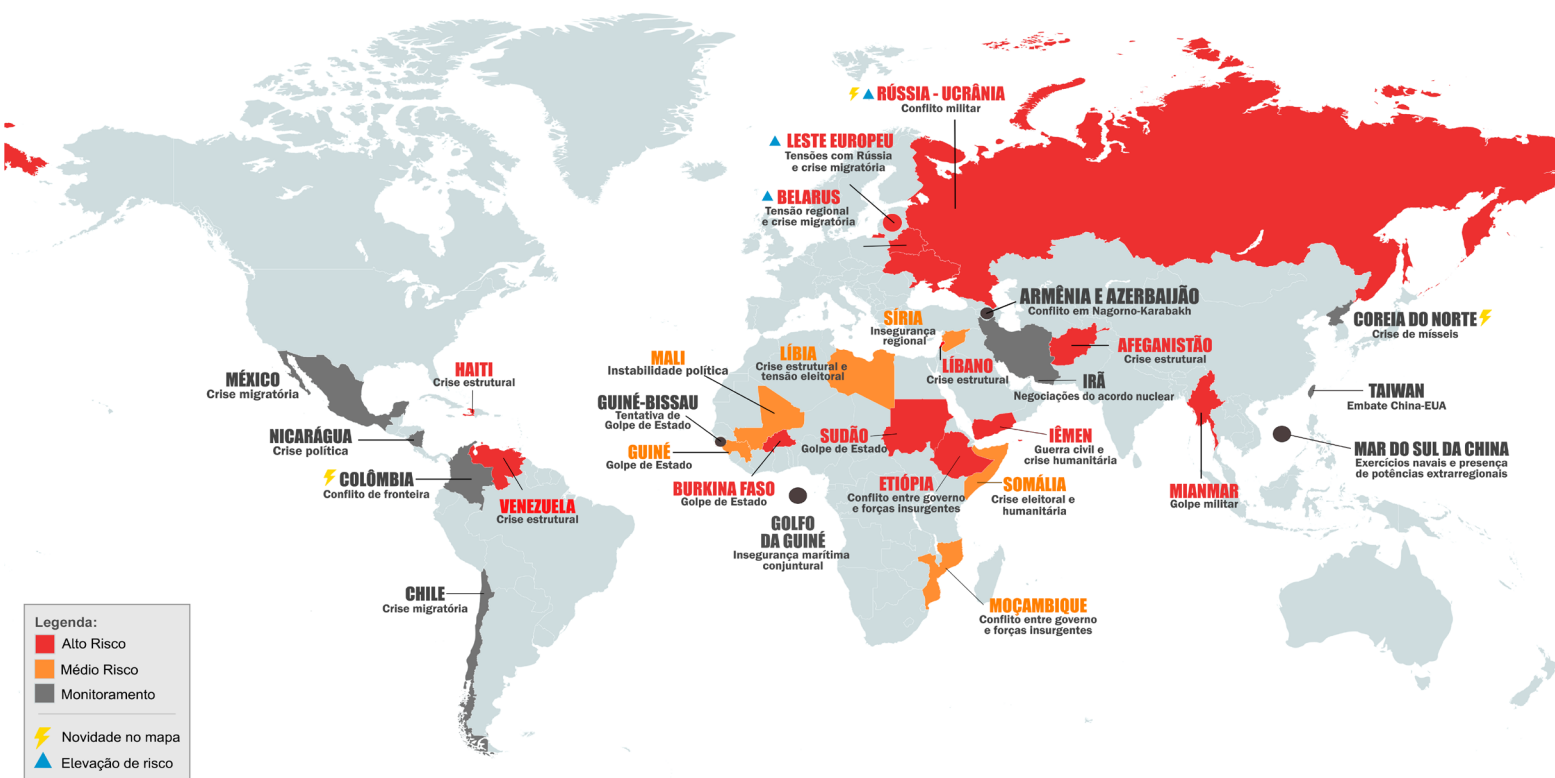 RÚSSIA - UCRÂNIA
Conflito militar
LESTE EUROPEU
Tensões com Rússia
e crise migratória
BELARUS
Tensão regional
e crise migratória
ARMÊNIA E AZERBAIJÃO
Conflito em Nagorno-Karabakh
COREIA DO NORTE
Crise de mísseis
SÍRIA
Insegurança
regional
AFEGANISTÃO
Crise estrutural
LÍBANO
Crise estrutural
IRÃ
Negociações do acordo nuclear
TAIWAN
Embate China-EUA
MAR DO SUL DA CHINA
Exercícios navais e presença
de potências extrarregionais
MIANMAR
Golpe militar
LÍBIA
Crise estrutural e
tensão eleitoral
MALI
Instabilidade política
GUINÉ-BISSAU
Tentativa de
Golpe de Estado
GUINÉ
Golpe de Estado
BURKINA FASO
Golpe de Estado
SUDÃO
Golpe de Estado
IÊMEN
Guerra civil e
crise humanitária
ETIÓPIA
Conflito entre governo
e forças insurgentes
SOMÁLIA
Crise eleitoral e
humanitária
GOLFO
DA GUINÉ
Insegurança marítima
conjuntural
MOÇAMBIQUE
Conflito entre governo
e forças insurgentes
MÉXICO
Crise migratória
HAITI
Crise estrutural
NICARÁGUA
Crise política
COLÔMBIA
Conflito de fronteira
VENEZUELA
Crise estrutural
CHILE
Crise migratória
Legenda:
Alto Risco
Médio Risco
Monitoramento
Novidade no mapa
Elevação de risco